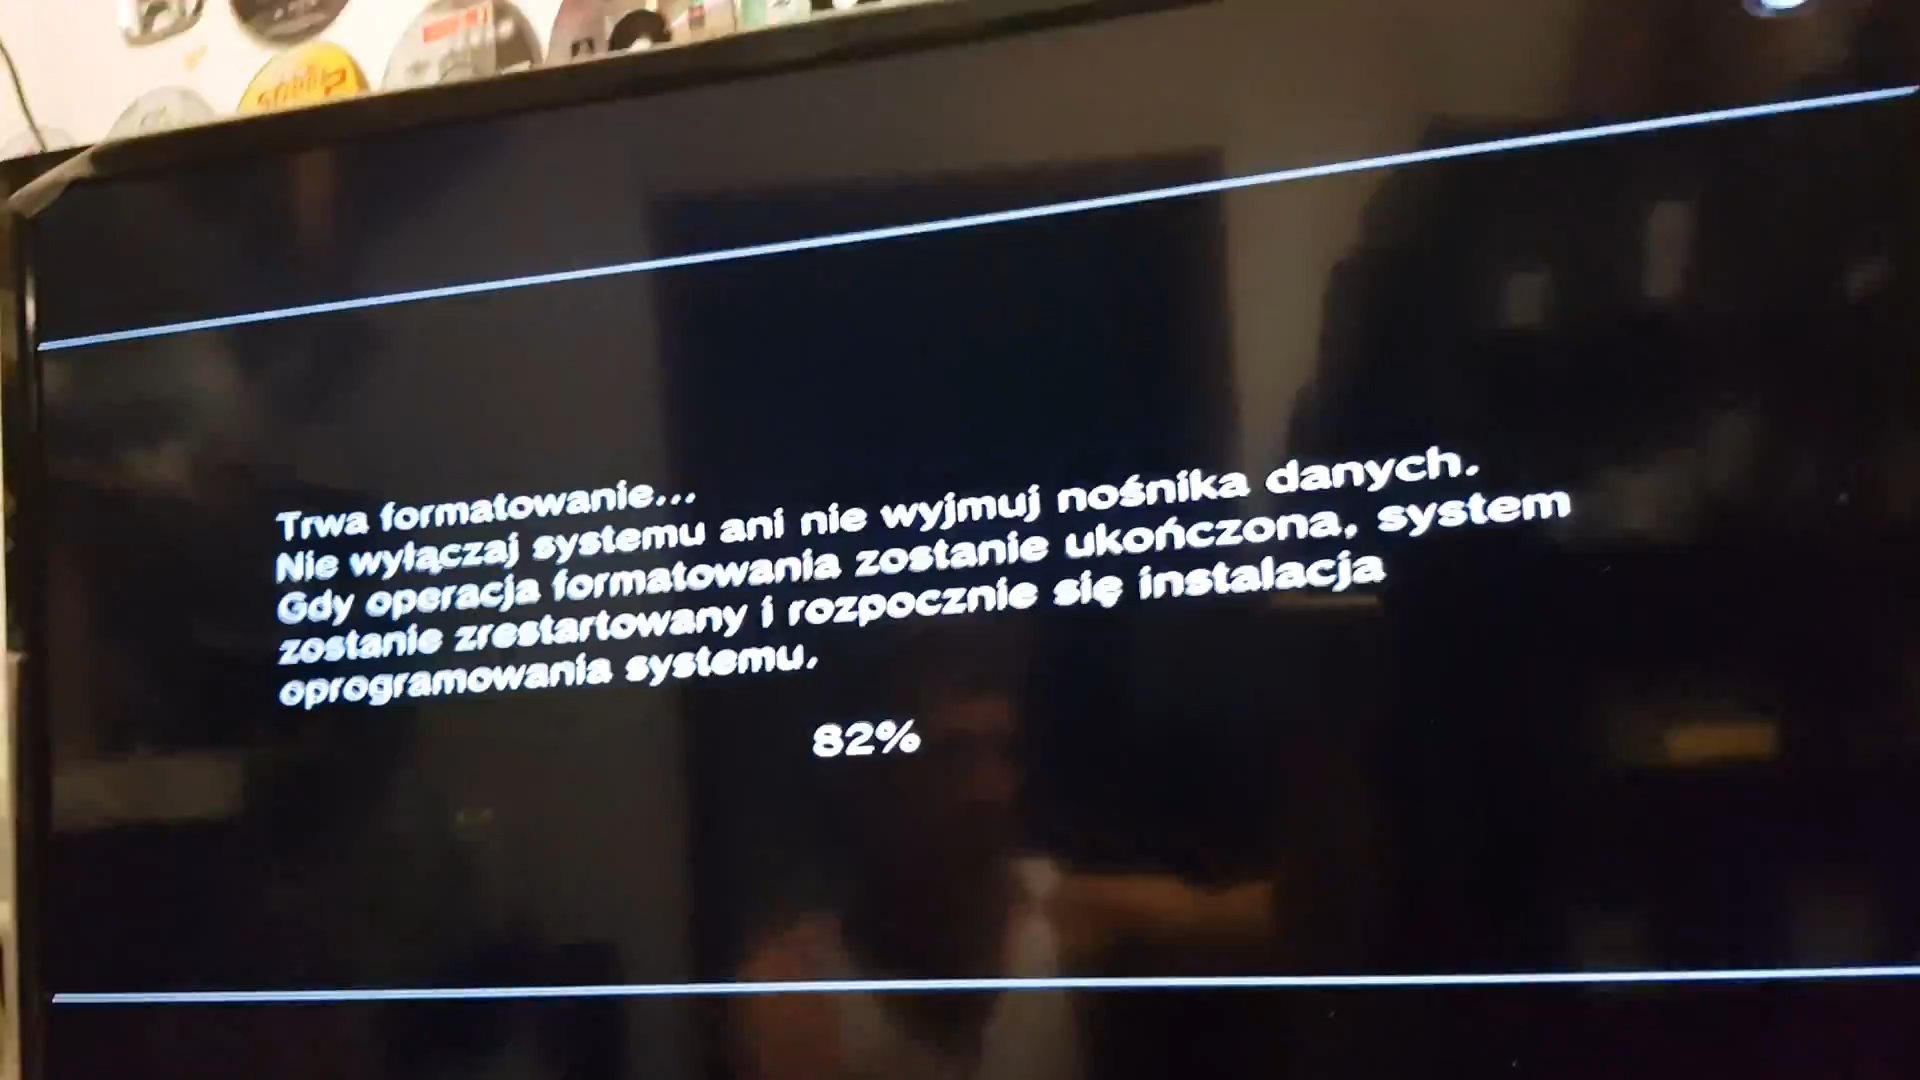 Trwa formatowanie...
Nie wyłączaj systemu ani nie wyjmuj nośnika danych.
Gdy operacja formatowania zostanie ukończona, system
zostanie zrestartowany i rozpocznie się instalacja
oprogramowania systemu.
82%